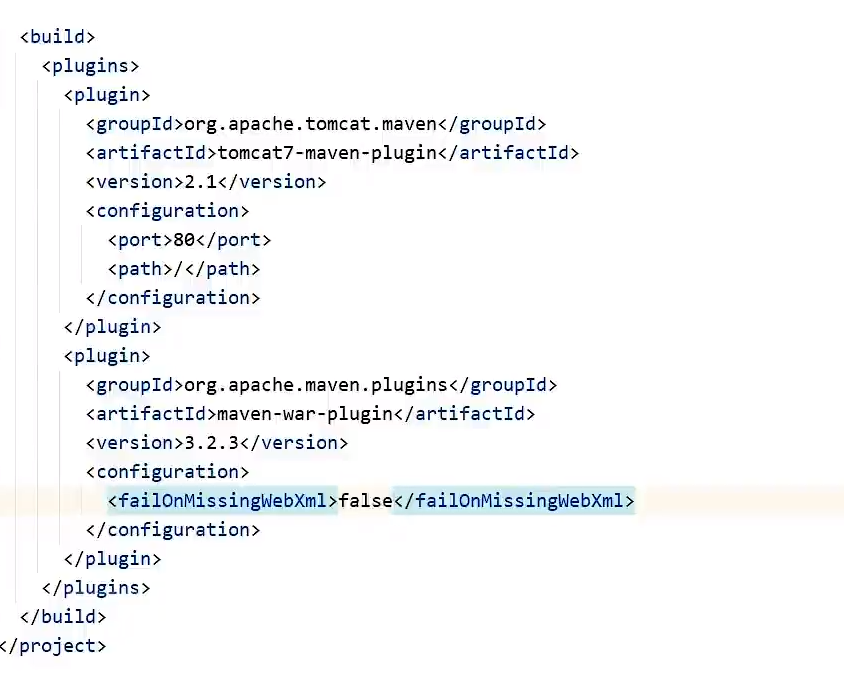 <build>
<plugins>
<plugin>
<groupId>org.apache.tomcat.maven</groupId>
<artifactId>tomcat7-maven-plugin</artifactId>
<version>2.1</version>
<configuration>
<port>80</port>
<path>/</path>
</configuration>
</plugin>
<plugin>
<groupId>org.apache.maven.plugins</groupId>
<artifactId>maven-war-plugin</artifactId>
<version>3.2.3</version>
<configuration>
<failOnMissingWebXml>false</failOnMissingWebXml>
</configuration>
</plugin>
</plugins>
</build>
</project>